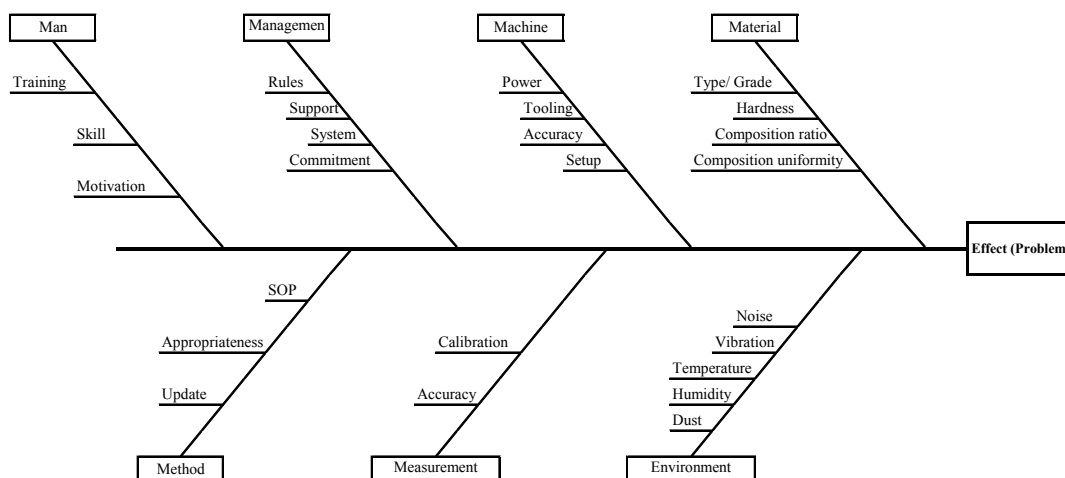 Man
Managemen
Machine
Material
Training
Skill
Motivation
Rules
Support
System
Commitment
Power
Tooling
Accuracy
Setup
Type/ Grade
Hardness
Composition ratio
Composition uniformity
Effect (Problem
SOP
Appropriateness
Update
Calibration
Accuracy
Noise
Vibration
Temperature
Humidity
Dust
Method
Measurement
Environment